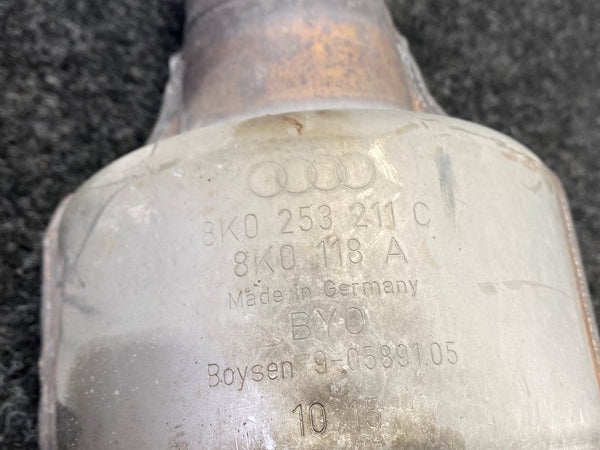 8K0 253 211 C
8K0 118 A
Made in Germany
BYO
Boysen 9-05891.05
10 13